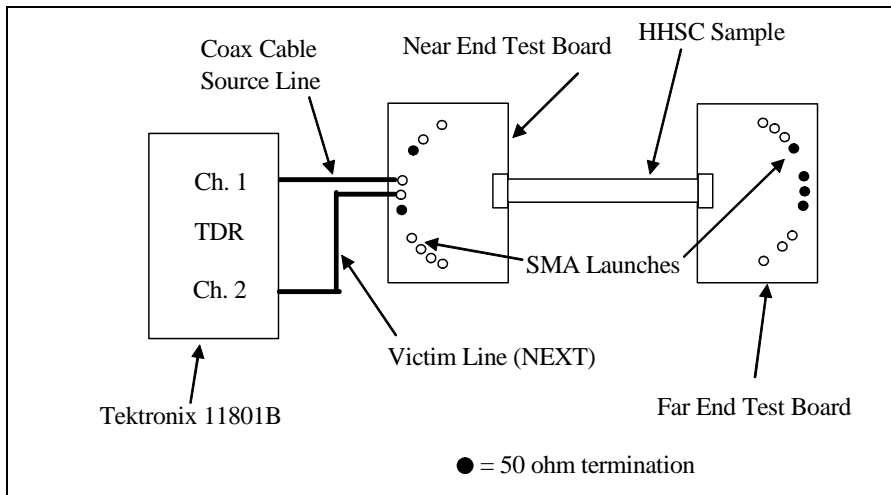 Coax Cable
Source Line
Near End Test Board
HHSC Sample
Ch. 1
TDR
Ch. 2
SMA Launches
Victim Line (NEXT)
Tektronix 11801B
Far End Test Board
= 50 ohm termination